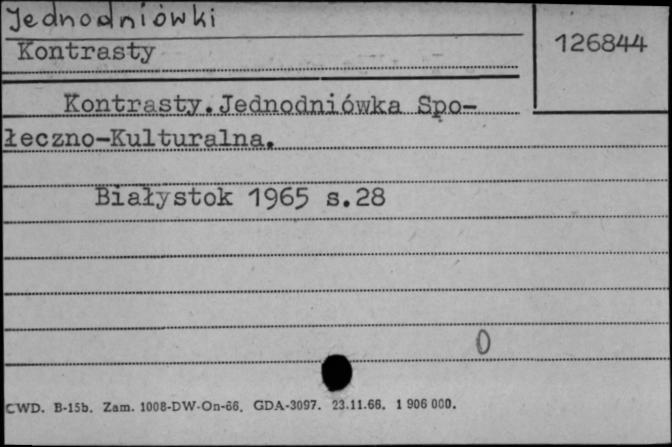 Jednodniówki
Kontrasty
126844
Kontrasty.Jednodniówka Spo-
łeczno-Kulturalna.
Białystok 1965 s.28
0
CWD. B-15b. Zam. 1008-DW-On-66. GDA-3097. 23.11.66. 1 906 000.